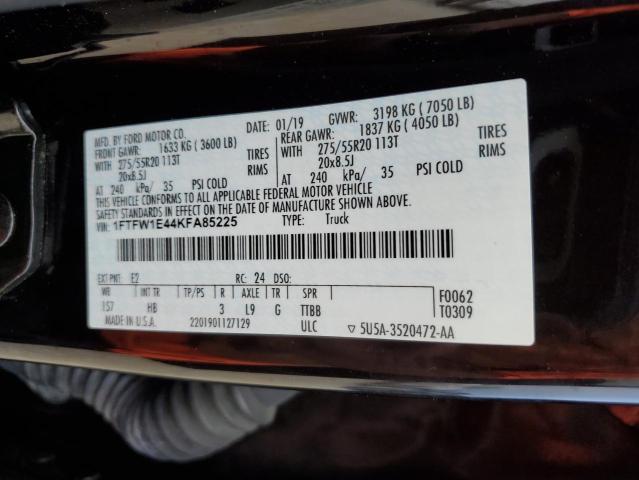 MFD. BY FORD MOTOR CO. DATE: 01/19 GVWR: 3198 KG ( 7050 LB)
FRONT GAWR: 1633 KG ( 3600 LB) REAR GAWR: 1837 KG ( 4050 LB)
WITH 275/55R20 113T TIRES WITH 275/55R20 113T TIRES
20x8.5J RIMS 20x8.5J RIMS
AT 240 kPa/ 35 PSI COLD AT 240 kPa/ 35 PSI COLD
THIS VEHICLE CONFORMS TO ALL APPLICABLE FEDERAL MOTOR VEHICLE
SAFETY STANDARDS IN EFFECT ON THE DATE OF MANUFACTURE SHOWN ABOVE
VIN: 1FTFW1E44KFA85225 TYPE: Truck
EXT PNT: E2 RC: 24 DSO:
WB INT TR TP/PS R AXLE TR SPR F0062
157 HB 3 L9 G TTBB T0309
MADE IN U.S.A. 2201901127129 ULC ▽ 5U5A-3520472-AA